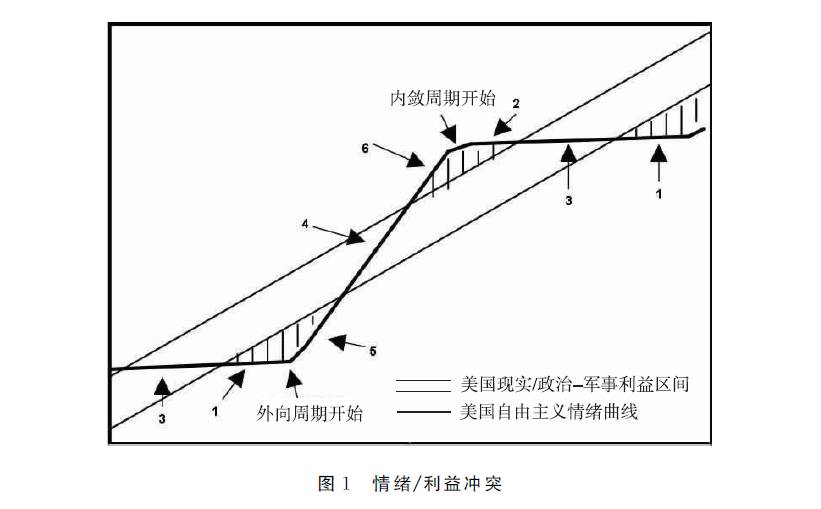 内敛周期开始
2
6
1
3
4
5
3
1
外向周期开始
美国现实/政治–军事利益区间
美国自由主义情绪曲线
图 1 情绪/利益冲突